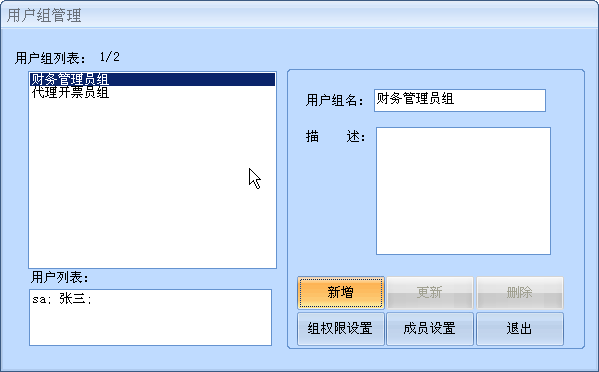 用户组管理
用户组列表: 1/2
财务管理员组
代理开票员组
用户组名: 财务管理员组
描 述:
用户列表:
sa; 张三;
新增 更新 删除
组权限设置 成员设置 退出